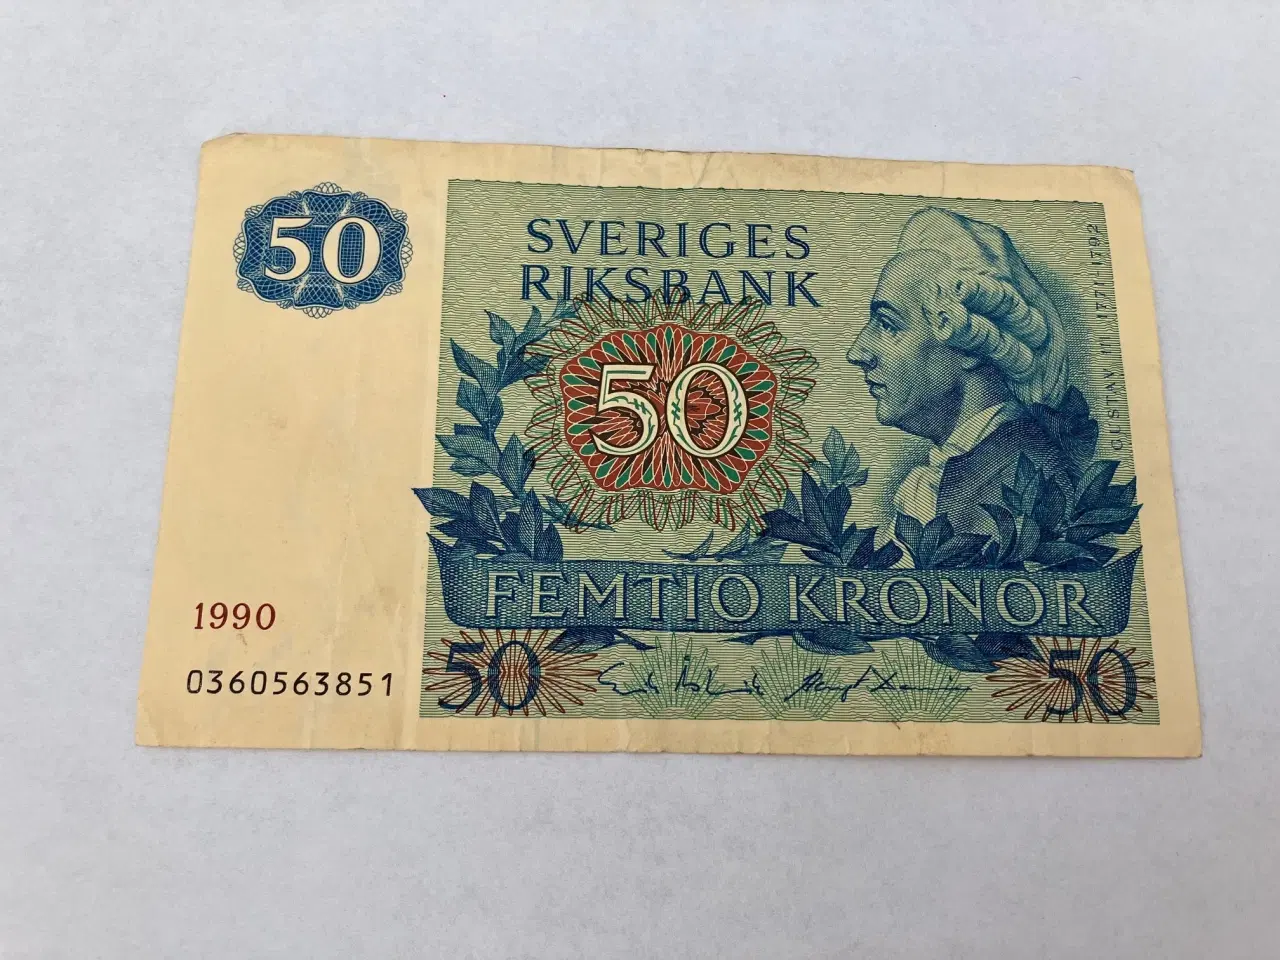 50
SVERIGES
RIKSBANK
50
GUSTAV III 1771-1792
FEMTIO KRONOR
1990
0360563851
50
50